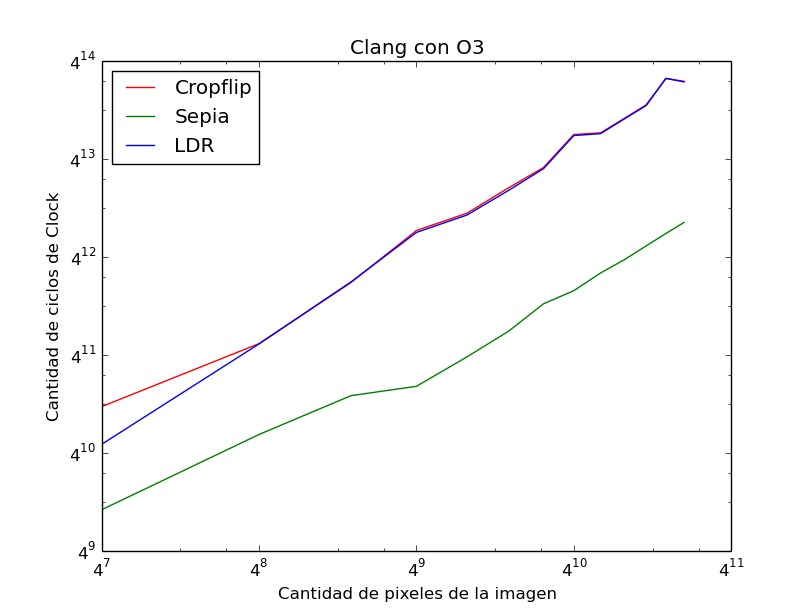 Clang con O3
Cropflip
Sepia
LDR
4^14
4^13
4^12
4^11
4^10
4^9
Cantidad de ciclos de Clock
4^7 4^8 4^9 4^10 4^11
Cantidad de pixeles de la imagen